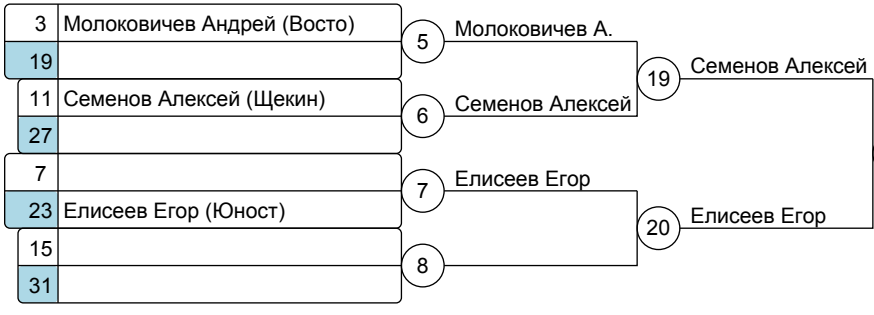 3 Молоковичев Андрей (Восто)
5 Молоковичев А.
19
19 Семенов Алексей
11 Семенов Алексей (Щекин)
6 Семенов Алексей
27
7
7 Елисеев Егор
23 Елисеев Егор (Юност)
20 Елисеев Егор
15
8
31